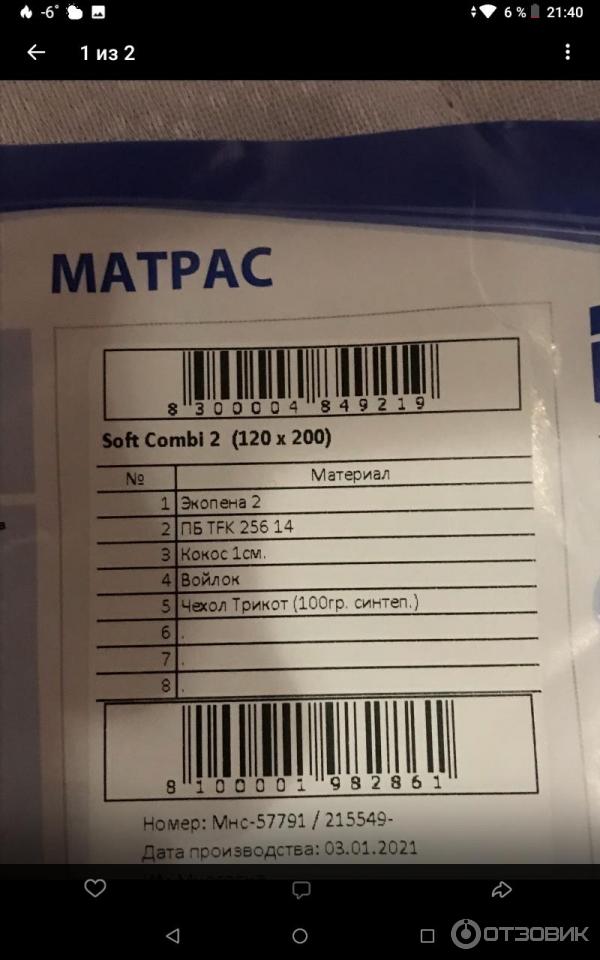 -6°
6 % 21:40
1 из 2
МАТРАС
8 300004 849219
Soft Combi 2 (120 x 200)
№ Материал
1 Экопена 2
2 ПБ TFK 256 14
3 Кокос 1см.
4 Войлок
5 Чехол Трикот (100гр. синтеп.)
6 .
7 .
8 .
8 100001 982861
Номер: Мнс-57791 / 215549-
Дата производства: 03.01.2021
ОТЗОВИК